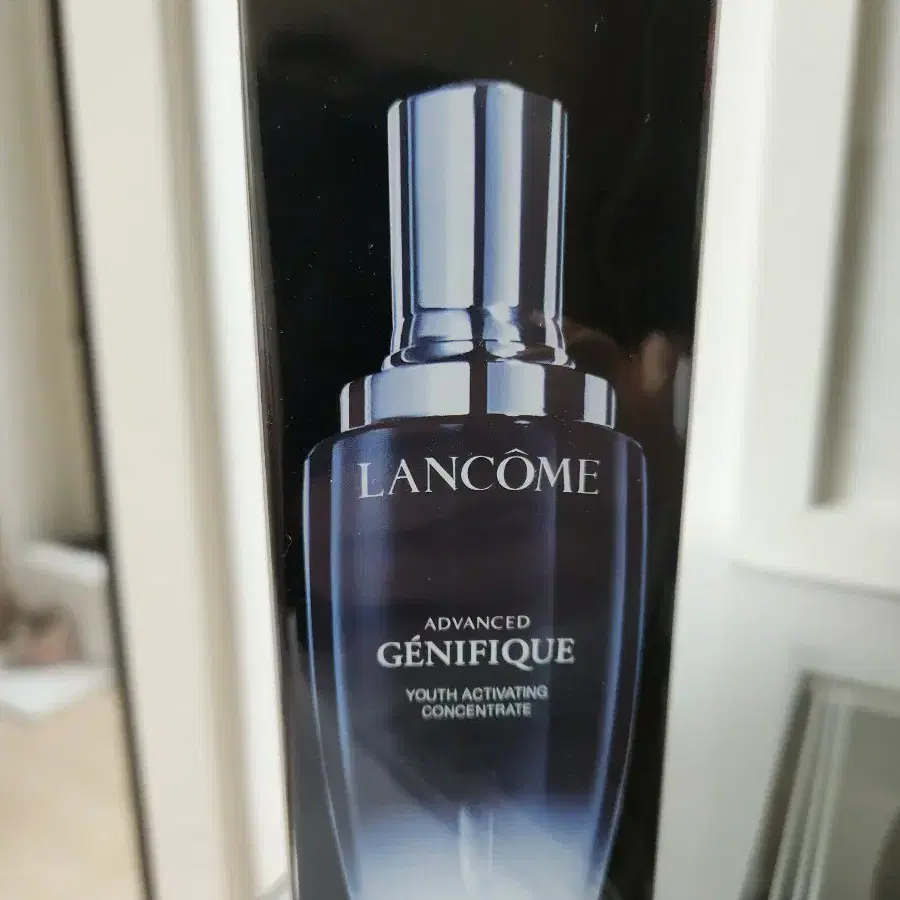 LANCÔME
ADVANCED
GÉNIFIQUE
YOUTH ACTIVATING
CONCENTRATE